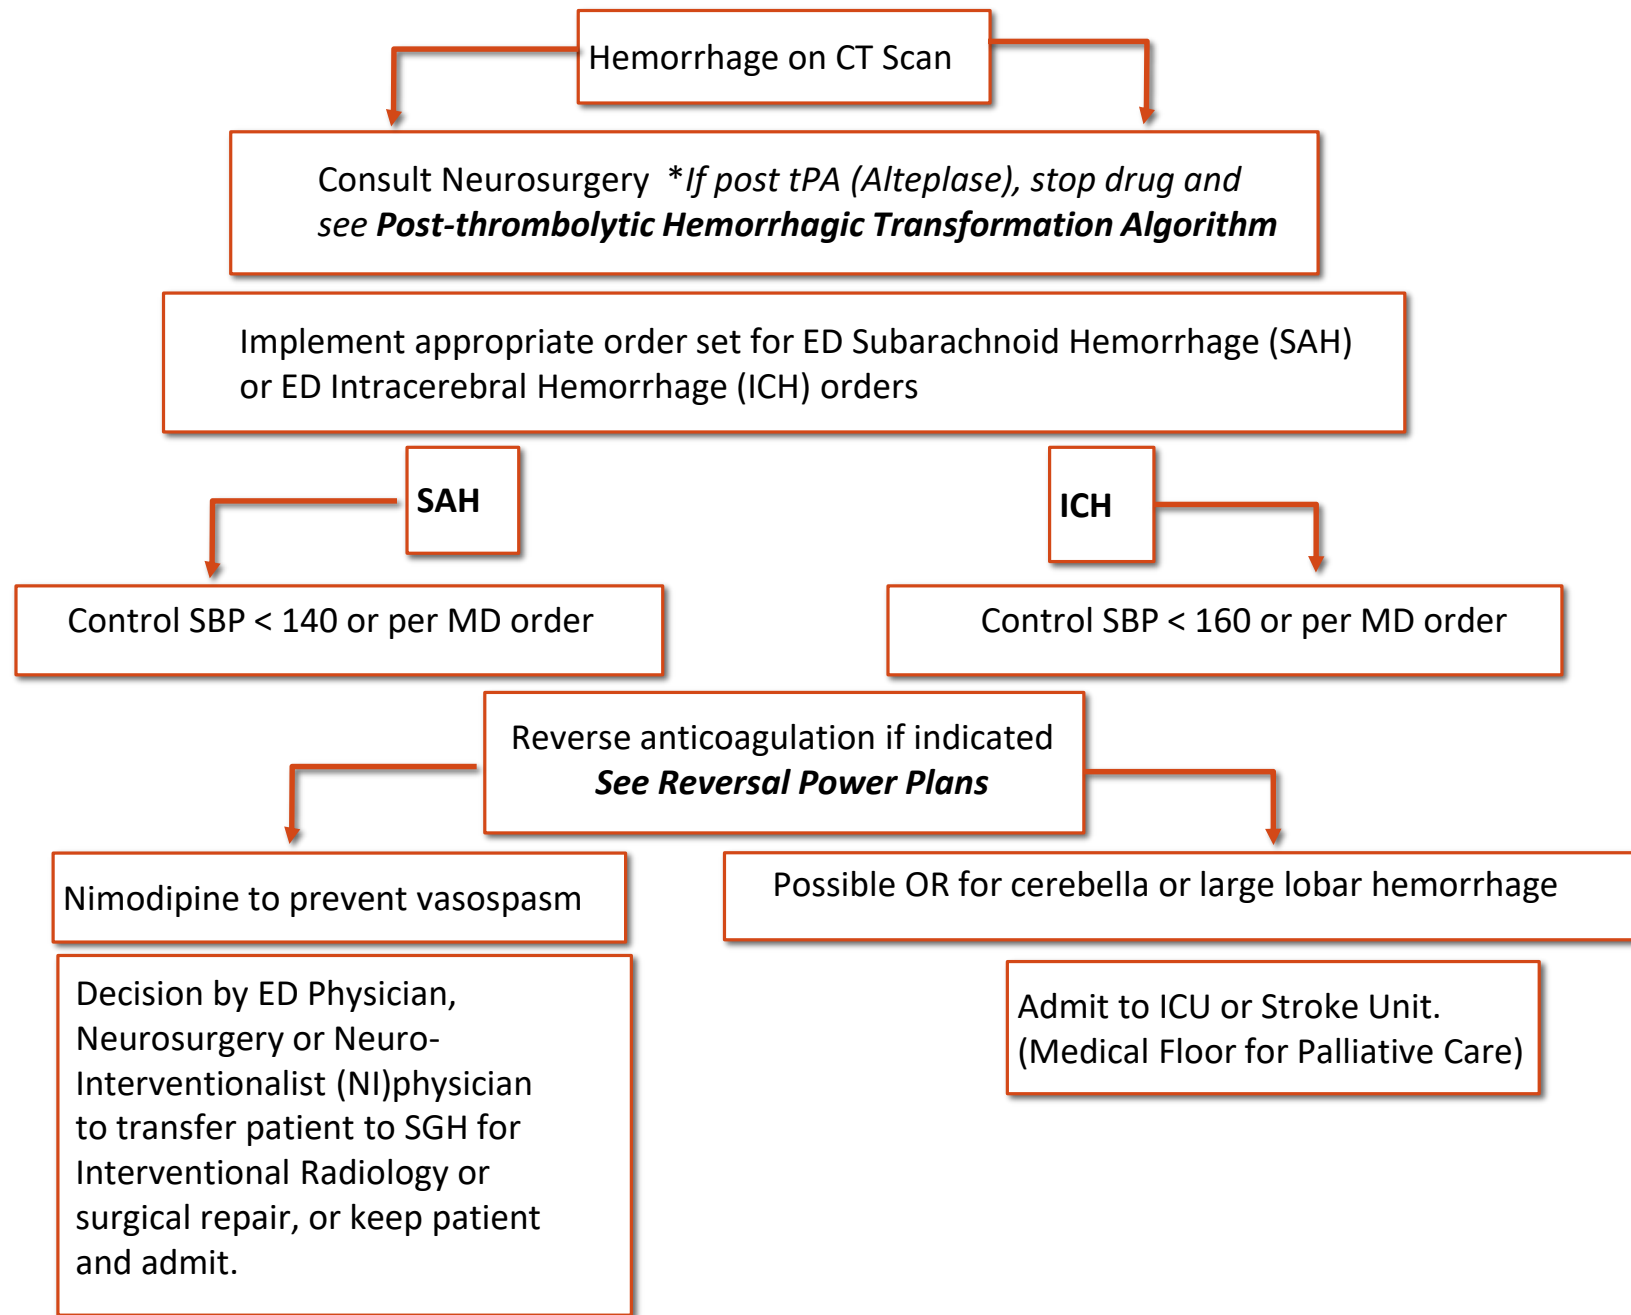 Hemorrhage on CT Scan
Consult Neurosurgery *If post tPA (Alteplase), stop drug and
see Post-thrombolytic Hemorrhagic Transformation Algorithm
Implement appropriate order set for ED Subarachnoid Hemorrhage (SAH)
or ED Intracerebral Hemorrhage (ICH) orders
SAH
ICH
Control SBP < 140 or per MD order
Control SBP < 160 or per MD order
Reverse anticoagulation if indicated
See Reversal Power Plans
Nimodipine to prevent vasospasm
Possible OR for cerebella or large lobar hemorrhage
Decision by ED Physician,
Neurosurgery or Neuro-
Interventionalist (NI)physician
to transfer patient to SGH for
Interventional Radiology or
surgical repair, or keep patient
and admit.
Admit to ICU or Stroke Unit.
(Medical Floor for Palliative Care)